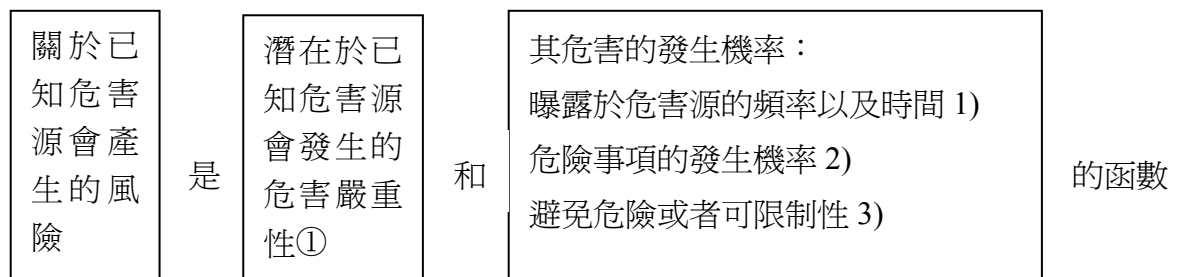 關於已
知危害
源會產
生的風
險
是
潛在於已
知危害源
會發生的
危害嚴重
性①
和
其危害的發生機率：
曝露於危害源的頻率以及時間 1)
危險事項的發生機率 2)
避免危險或者可限制性 3)
的函數